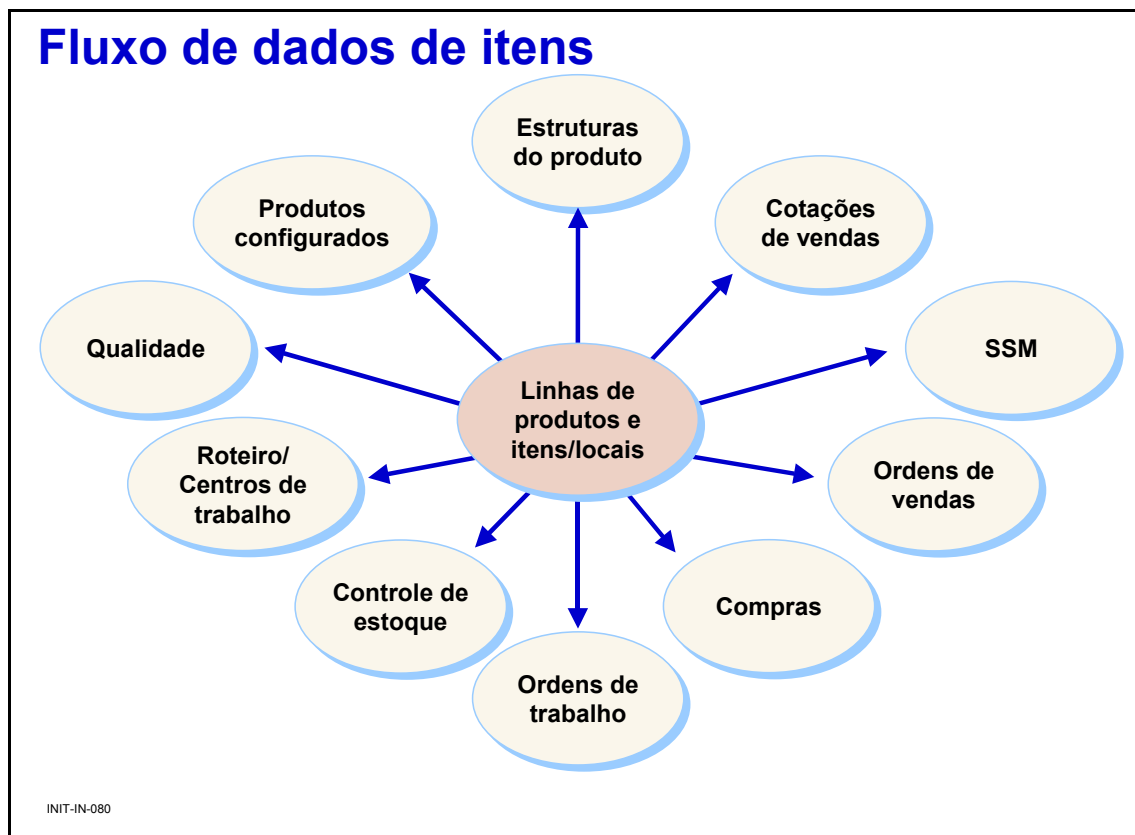 Fluxo de dados de itens
Estruturas
do produto
Produtos
configurados
Cotações
de vendas
Qualidade
SSM
Linhas de
produtos e
itens/locais
Roteiro/
Centros de
trabalho
Ordens de
vendas
Controle de
estoque
Compras
Ordens de
trabalho
INIT-IN-080